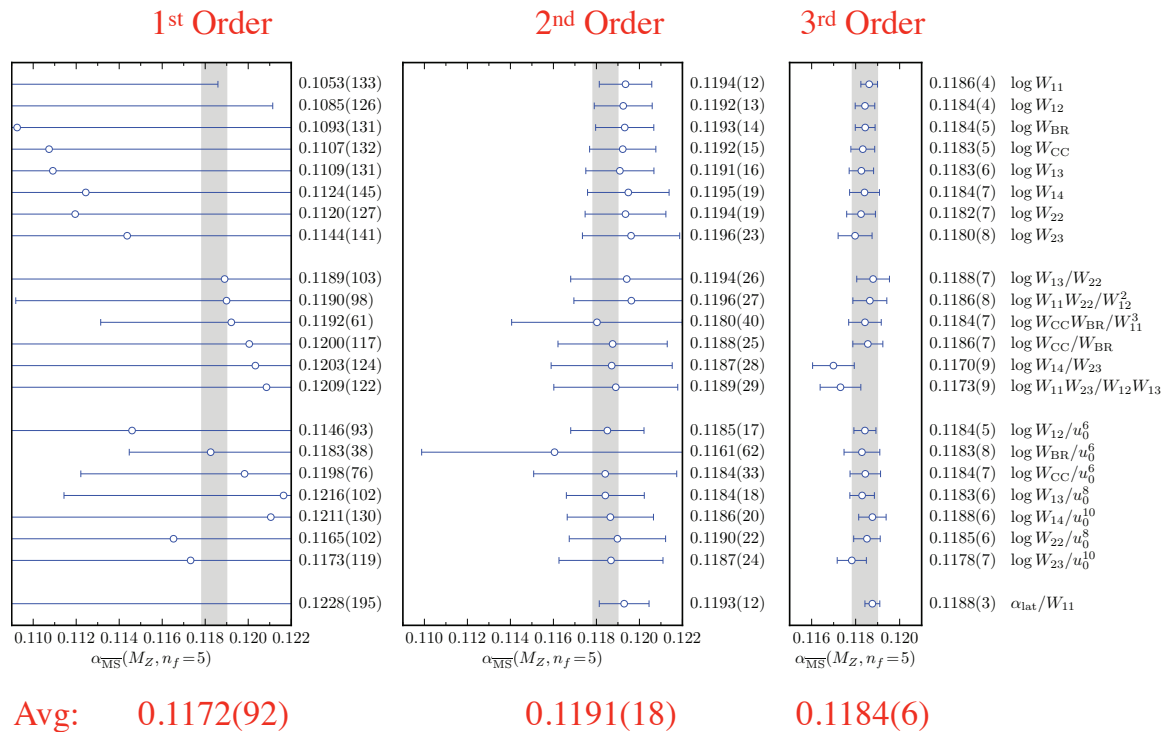 1st Order 2nd Order 3rd Order
0.1053(133) 0.1194(12) 0.1186(4) log W11
0.1085(126) 0.1192(13) 0.1184(4) log W12
0.1093(131) 0.1193(14) 0.1184(5) log WBR
0.1107(132) 0.1192(15) 0.1183(5) log WCC
0.1109(131) 0.1191(16) 0.1183(6) log W13
0.1124(145) 0.1195(19) 0.1184(7) log W14
0.1120(127) 0.1194(19) 0.1182(7) log W22
0.1144(141) 0.1196(23) 0.1180(8) log W23
0.1189(103) 0.1194(26) 0.1188(7) log W13/W22
0.1190(98) 0.1196(27) 0.1186(8) log W11W22/W12^2
0.1192(61) 0.1180(40) 0.1184(7) log WCCWBR/W11^3
0.1200(117) 0.1188(25) 0.1186(7) log WCC/WBR
0.1203(124) 0.1187(28) 0.1170(9) log W14/W23
0.1209(122) 0.1189(29) 0.1173(9) log W11W23/W12W13
0.1146(93) 0.1185(17) 0.1184(5) log W12/u0^6
0.1183(38) 0.1161(62) 0.1183(8) log WBR/u0^6
0.1198(76) 0.1184(33) 0.1184(7) log WCC/u0^6
0.1216(102) 0.1184(18) 0.1183(6) log W13/u0^8
0.1211(130) 0.1186(20) 0.1188(6) log W14/u0^10
0.1165(102) 0.1190(22) 0.1185(6) log W22/u0^8
0.1173(119) 0.1187(24) 0.1178(7) log W23/u0^10
0.1228(195) 0.1193(12) 0.1188(3) αlat/W11
0.110 0.112 0.114 0.116 0.118 0.120 0.122 0.110 0.112 0.114 0.116 0.118 0.120 0.122 0.116 0.118 0.120
αMS̅(MZ, nf=5) αMS̅(MZ, nf=5) αMS̅(MZ, nf=5)
Avg: 0.1172(92) 0.1191(18) 0.1184(6)